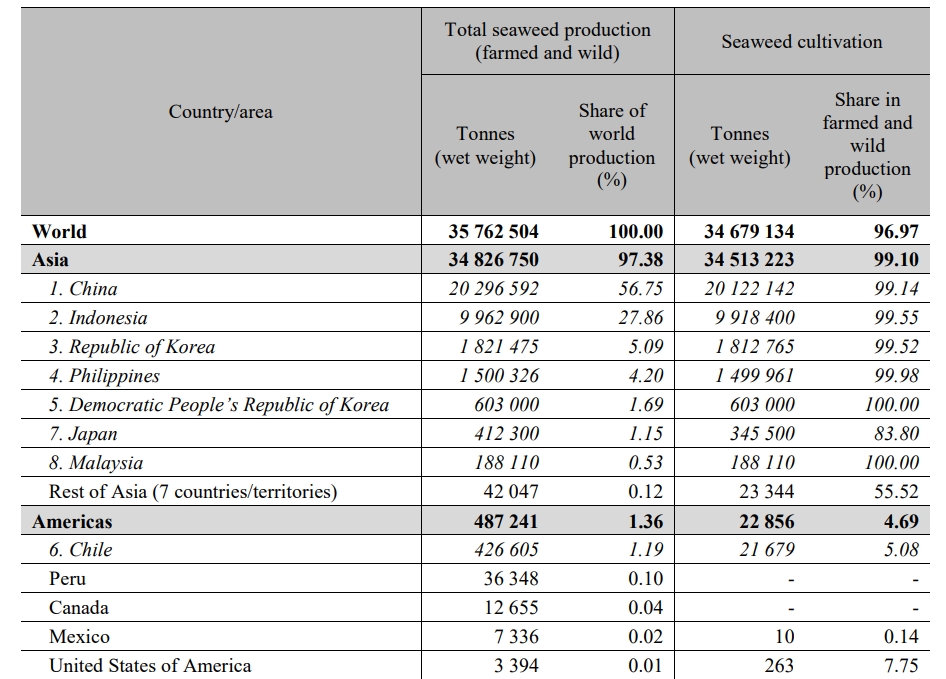 Country/area Total seaweed production (farmed and wild) Seaweed cultivation
Tonnes (wet weight) Share of world production (%) Tonnes (wet weight) Share in farmed and wild production (%)
World 35 762 504 100.00 34 679 134 96.97
Asia 34 826 750 97.38 34 513 223 99.10
1. China 20 296 592 56.75 20 122 142 99.14
2. Indonesia 9 962 900 27.86 9 918 400 99.55
3. Republic of Korea 1 821 475 5.09 1 812 765 99.52
4. Philippines 1 500 326 4.20 1 499 961 99.98
5. Democratic People’s Republic of Korea 603 000 1.69 603 000 100.00
7. Japan 412 300 1.15 345 500 83.80
8. Malaysia 188 110 0.53 188 110 100.00
Rest of Asia (7 countries/territories) 42 047 0.12 23 344 55.52
Americas 487 241 1.36 22 856 4.69
6. Chile 426 605 1.19 21 679 5.08
Peru 36 348 0.10 - -
Canada 12 655 0.04 - -
Mexico 7 336 0.02 10 0.14
United States of America 3 394 0.01 263 7.75